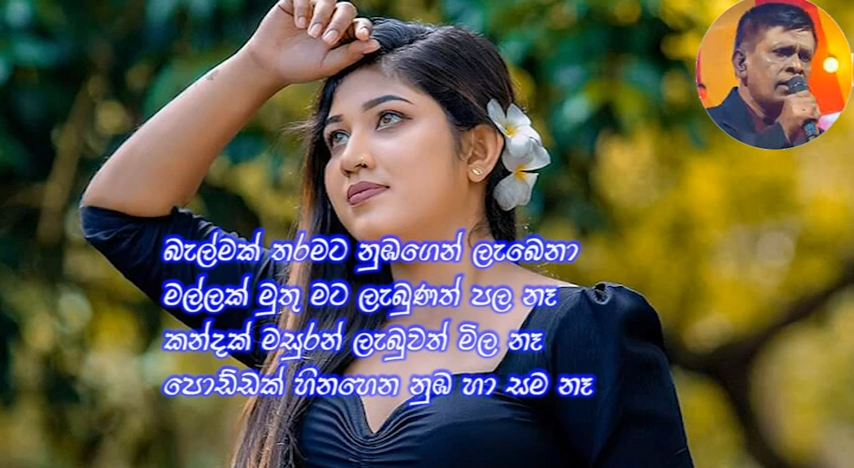 බැල්මක් තරමට නුඹගෙන් ලැබෙනා
මල්ලක් මුතු මට ලැබුණත් පල නෑ
කන්දක් මසුරන් ලැබුවත් මිල නෑ
පොඩ්ඩක් හිනහෙන නුඹ හා සම නෑ